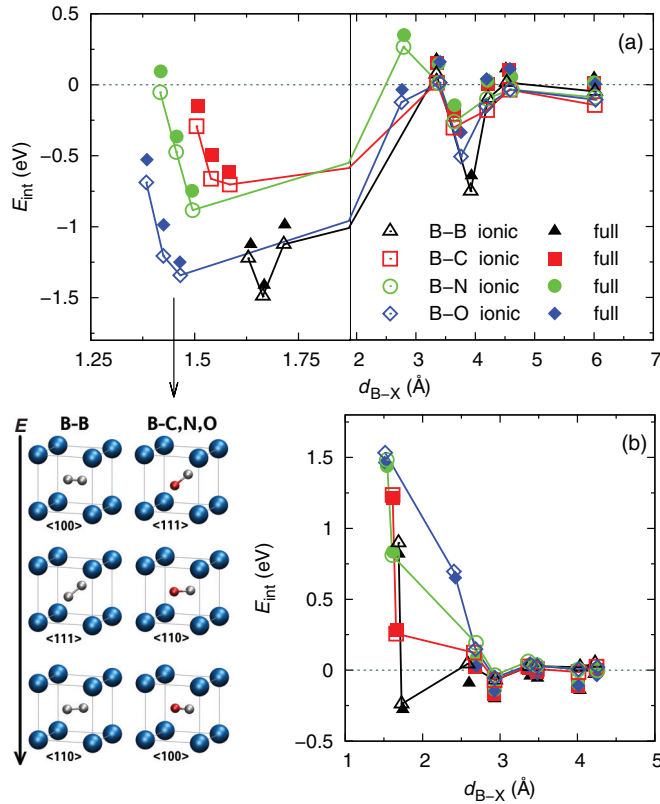 (a)
E_int (eV)
0.5
0
−0.5
−1
−1.5
B−B ionic full
B−C ionic full
B−N ionic full
B−O ionic full
1.25 1.5 1.75 2 3 4 5 6 7
d_B−X (Å)
E B-B B-C,N,O
<100> <111>
<111> <110>
<110> <100>
(b)
E_int (eV)
1.5
1
0.5
0
−0.5
1 2 3 4 5
d_B−X (Å)